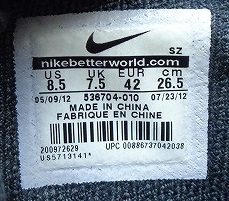 SZ
nikebetterworld.com
US UK EUR cm
8.5 7.5 42 26.5
05/09/12 536704-010 07/23/12
MADE IN CHINA
FABRIQUE EN CHINE
200972629 UPC 00886737042038
US5713141*